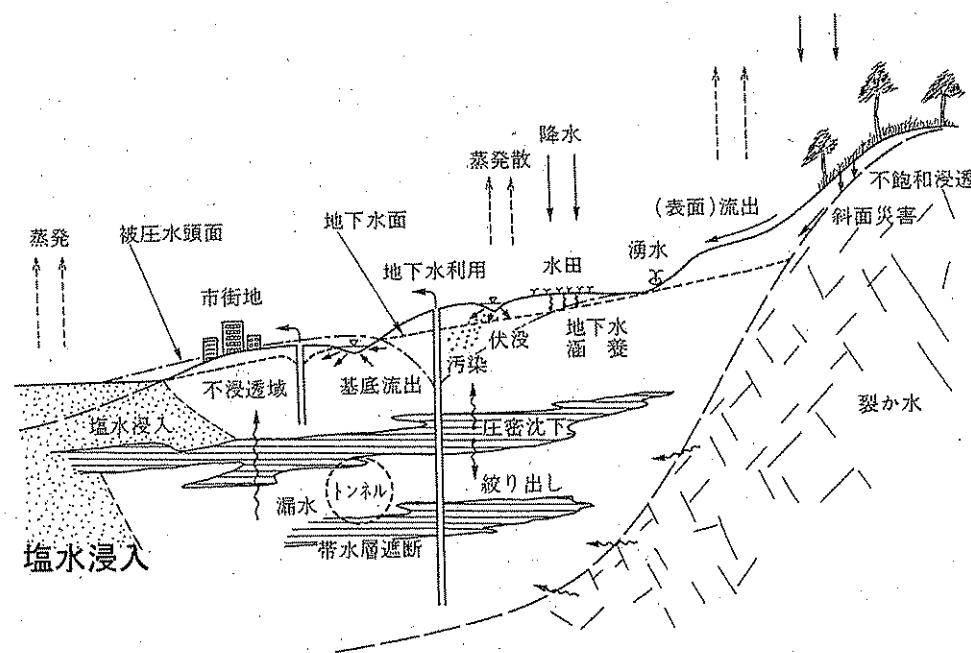 降水
蒸発散
不飽和浸透
(表面)流出
斜面災害
蒸発
被圧水頭面
地下水面
湧水
地下水利用
水田
市街地
伏没
地下水
涵養
汚染
不浸透域
基底流出
裂か水
塩水浸入
圧密沈下
絞り出し
トンネル
漏水
帯水層遮断
塩水浸入